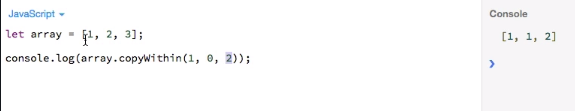 JavaScript
Console
let array = [1, 2, 3];
[1, 1, 2]
console.log(array.copyWithin(1, 0, 2));